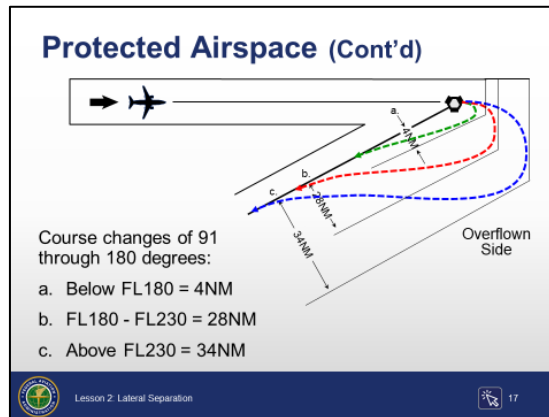 Protected Airspace (Cont'd)
a.
4NM
b.
28NM
c.
34NM
Overflown
Side
Course changes of 91
through 180 degrees:
a. Below FL180 = 4NM
b. FL180 - FL230 = 28NM
c. Above FL230 = 34NM
Lesson 2: Lateral Separation
17